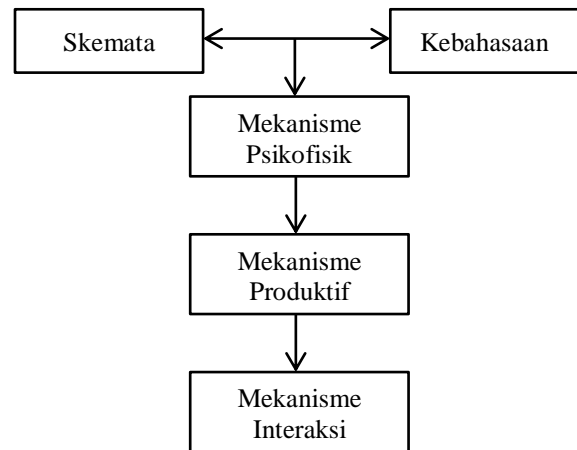 Skemata
Kebahasaan
Mekanisme
Psikofisik
Mekanisme
Produktif
Mekanisme
Interaksi